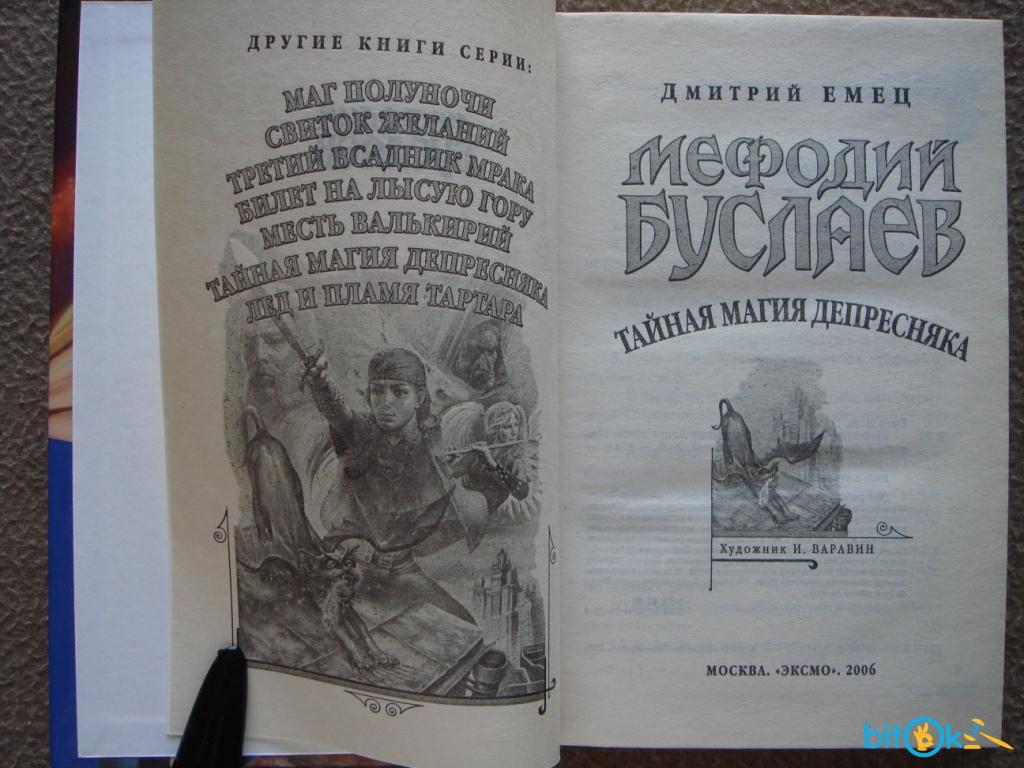 ДРУГИЕ КНИГИ СЕРИИ:
МАГ ПОЛУНОЧИ
СВИТОК ЖЕЛАНИЙ
ТРЕТИЙ ВСАДНИК МРАКА
БИЛЕТ НА ЛЫСУЮ ГОРУ
МЕСТЬ ВАЛЬКИРИЙ
ТАЙНАЯ МАГИЯ ДЕПРЕСНЯКА
ЛЕД И ПЛАМЯ ТАРТАРА
ДМИТРИЙ ЕМЕЦ
МЕФОДИЙ
БУСЛАЕВ
ТАЙНАЯ МАГИЯ ДЕПРЕСНЯКА
Художник И. ВАРАВИН
МОСКВА. «ЭКСМО». 2006
bitOk